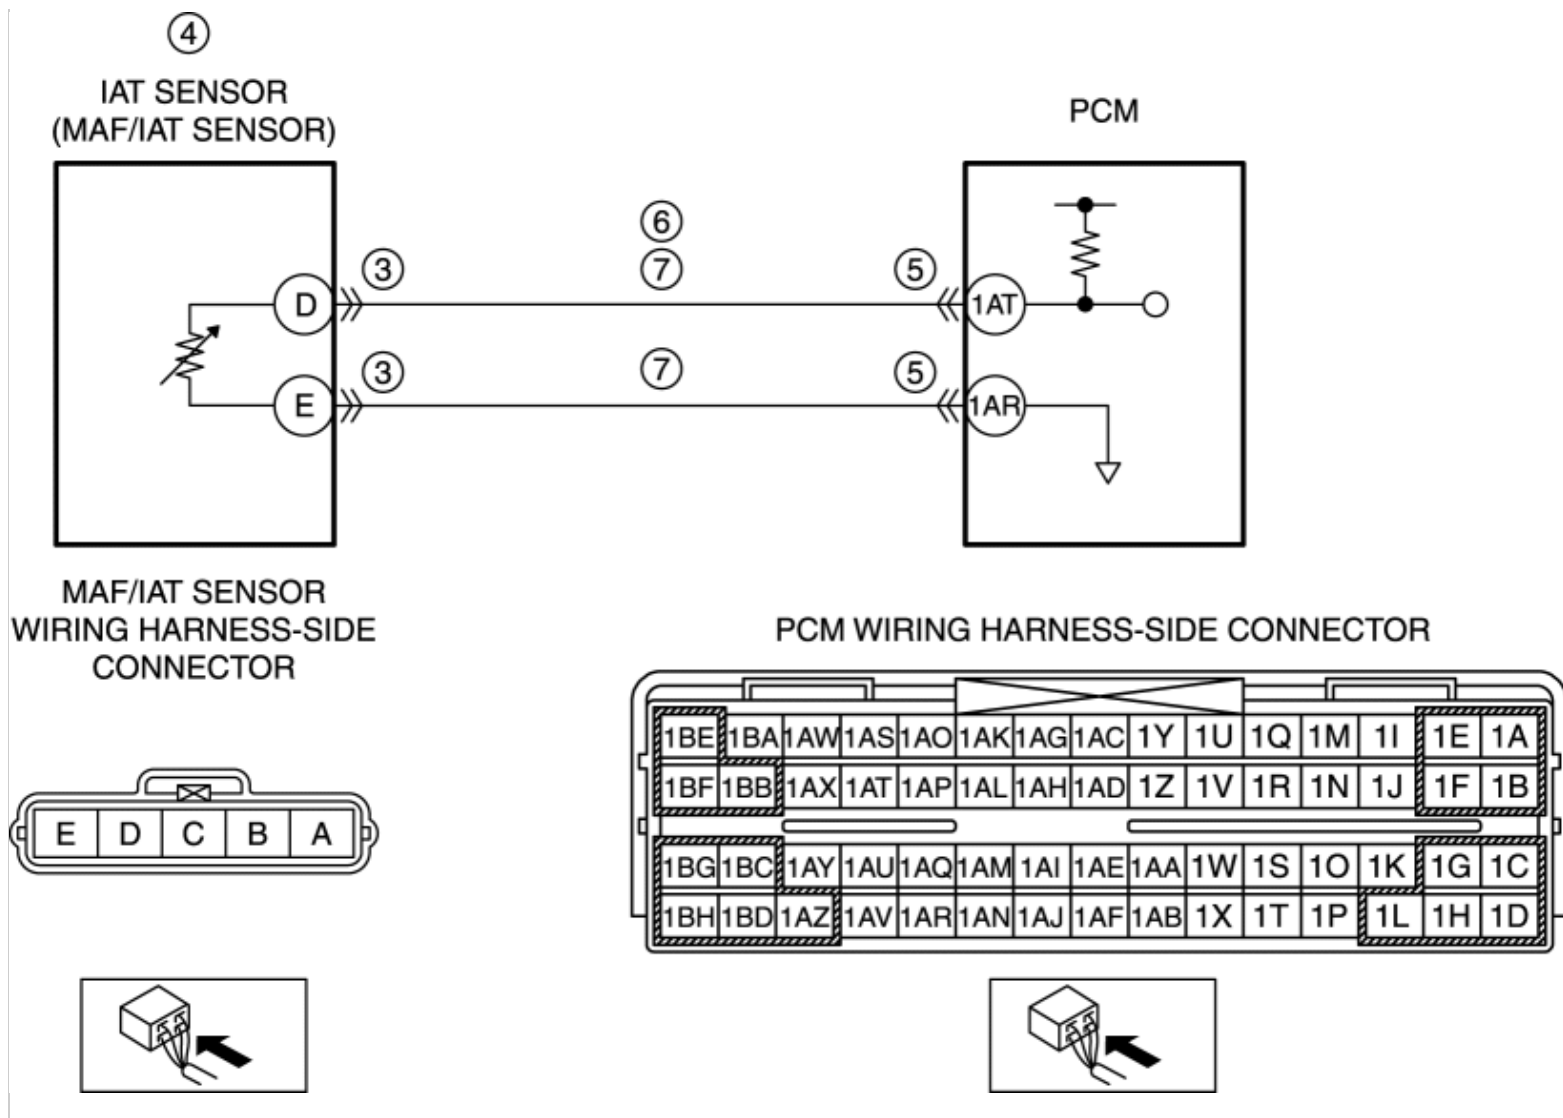 ④
IAT SENSOR
(MAF/IAT SENSOR)
PCM
⑥
③ ⑦ ⑤
D 1AT
③ ⑦ ⑤
E 1AR
MAF/IAT SENSOR
WIRING HARNESS-SIDE
CONNECTOR
E D C B A
PCM WIRING HARNESS-SIDE CONNECTOR
1BE 1BA 1AW 1AS 1AO 1AK 1AG 1AC 1Y 1U 1Q 1M 1I 1E 1A
1BF 1BB 1AX 1AT 1AP 1AL 1AH 1AD 1Z 1V 1R 1N 1J 1F 1B
1BG 1BC 1AY 1AU 1AQ 1AM 1AI 1AE 1AA 1W 1S 1O 1K 1G 1C
1BH 1BD 1AZ 1AV 1AR 1AN 1AJ 1AF 1AB 1X 1T 1P 1L 1H 1D